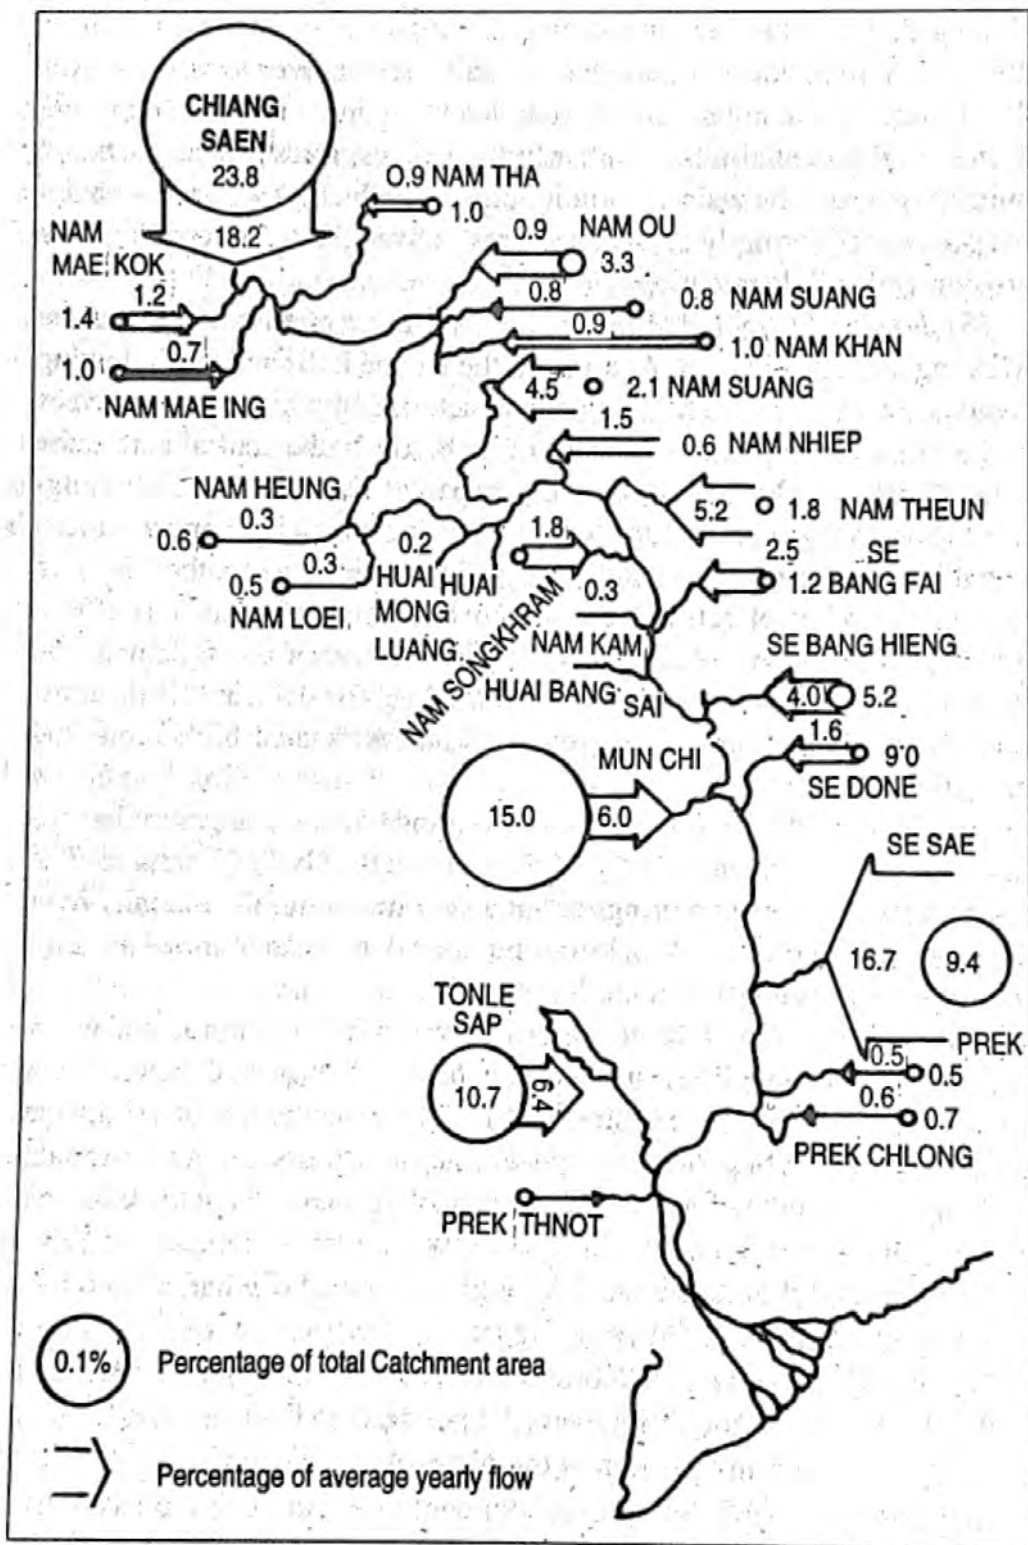 CHIANG
SAEN
23.8
18.2
0.9 NAM THA
1.0
NAM
MAE KOK
1.2
1.4
0.7
1.0
NAM MAE ING
0.9 NAM OU
3.3
0.8
0.8 NAM SUANG
0.9
1.0 NAM KHAN
4.5
2.1 NAM SUANG
1.5
0.6 NAM NHIEP
NAM HEUNG
0.3
0.6
0.3
0.5
NAM LOEI
0.2
HUAI HUAI
MONG
LUANG
1.8
NAM SONGKHRAM
5.2
1.8 NAM THEUN
2.5 SE
1.2 BANG FAI
0.3
NAM KAM
HUAI BANG
SAI
SE BANG HIENG
4.0
5.2
1.6
9.0
SE DONE
MUN CHI
15.0
6.0
SE SAE
16.7
9.4
PREK
0.5
0.5
0.6
0.7
PREK CHLONG
TONLE
SAP
10.7
6.4
PREK THNOT
0.1% Percentage of total Catchment area
Percentage of average yearly flow